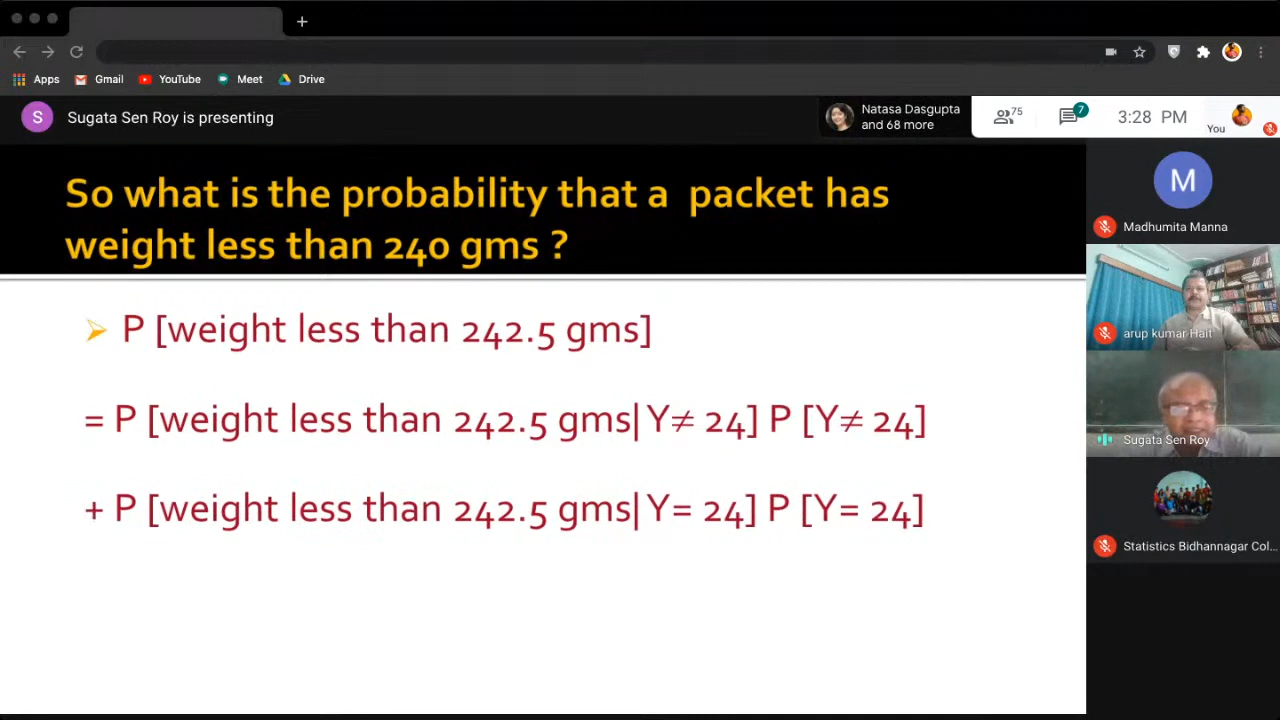 Apps Gmail YouTube Meet Drive
S Sugata Sen Roy is presenting
Natasa Dasgupta
and 68 more
75
7
3:28 PM
You
So what is the probability that a packet has
weight less than 240 gms ?
P [weight less than 242.5 gms]
= P [weight less than 242.5 gms| Y≠ 24] P [Y≠ 24]
+ P [weight less than 242.5 gms| Y= 24] P [Y= 24]
M
Madhumita Manna
arup kumar Hait
Sugata Sen Roy
Statistics Bidhannagar Col...